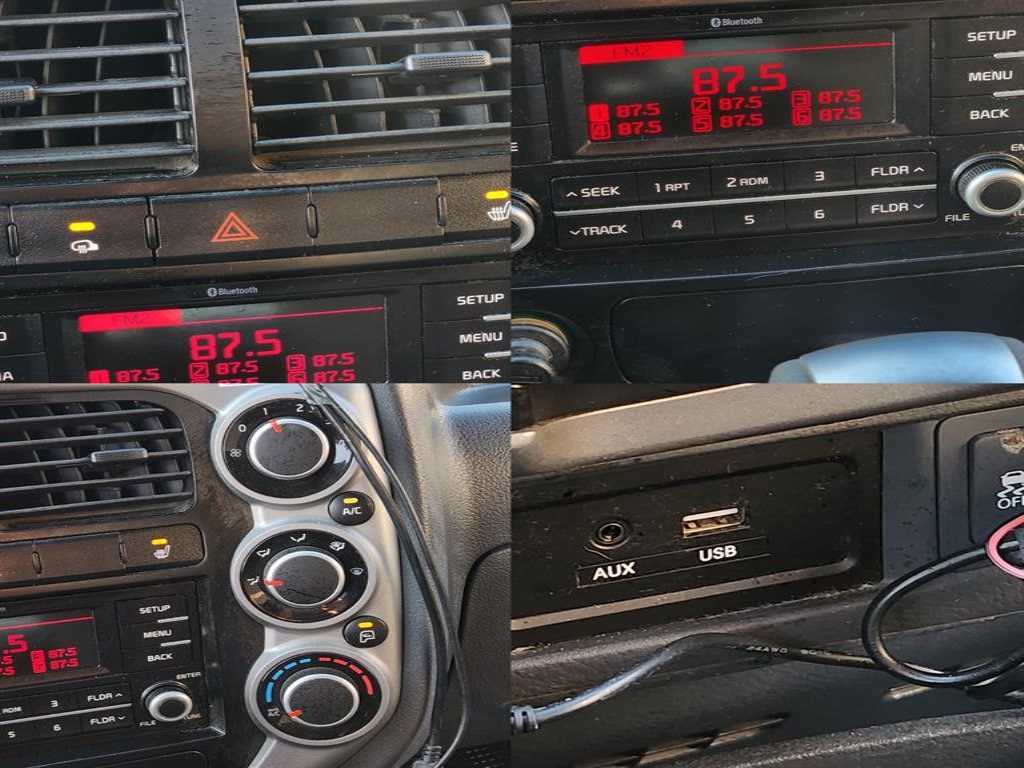 Bluetooth
SETUP
MENU
BACK
FM2
87.5
1 87.5 2 87.5 3 87.5
Bluetooth
SETUP
MENU
BACK
FM2
87.5
1 87.5 2 87.5 3 87.5
4 87.5 5 87.5 6 87.5
SEEK 1 RPT 2 RDM 3 FLDR
TRACK 4 5 6 FLDR
FILE
0 1 2
A/C
SETUP
MENU
BACK
ENTER
RDM 3 FLDR
5 6 FLDR
FILE
AUX
USB
OFF